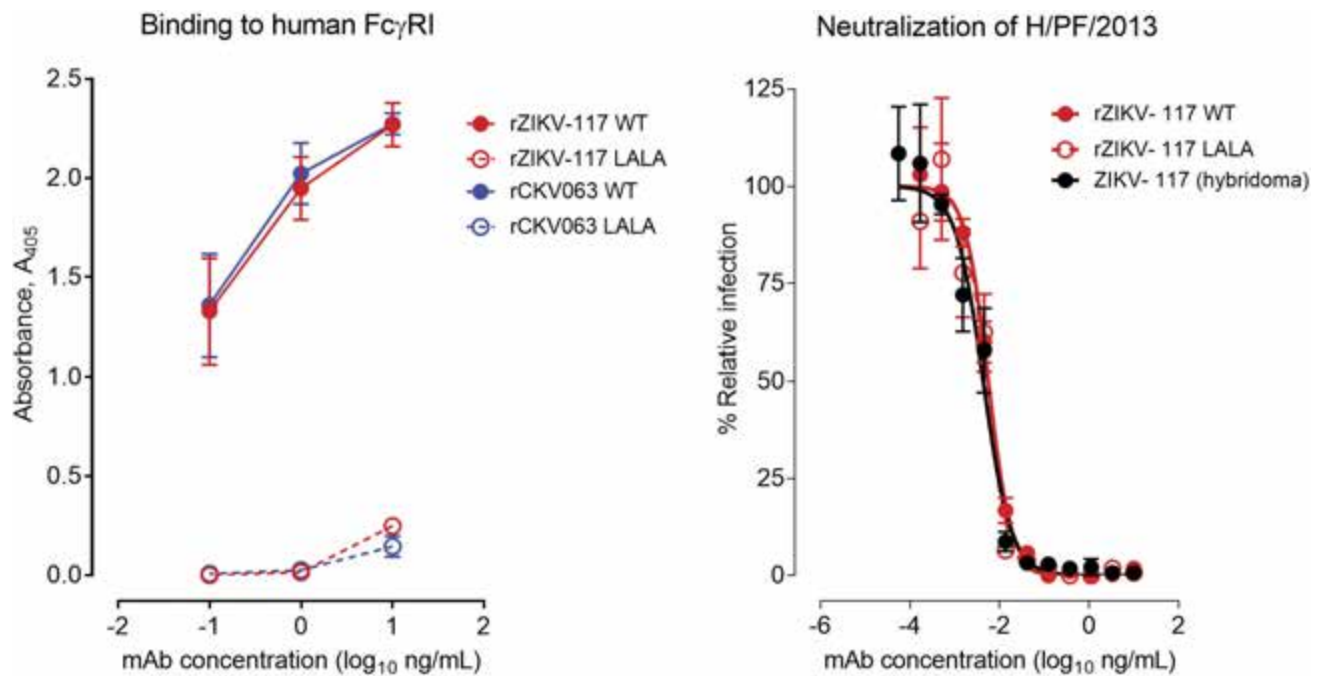 Binding to human FcγRI
Absorbance, A405
2.5
2.0
1.5
1.0
0.5
0.0
-2
-1
0
1
2
mAb concentration (log10 ng/mL)
rZIKV-117 WT
rZIKV-117 LALA
rCKV063 WT
rCKV063 LALA
Neutralization of H/PF/2013
% Relative infection
125
100
75
50
25
0
-6
-4
-2
0
2
mAb concentration (log10 ng/mL)
rZIKV- 117 WT
rZIKV- 117 LALA
ZIKV- 117 (hybridoma)